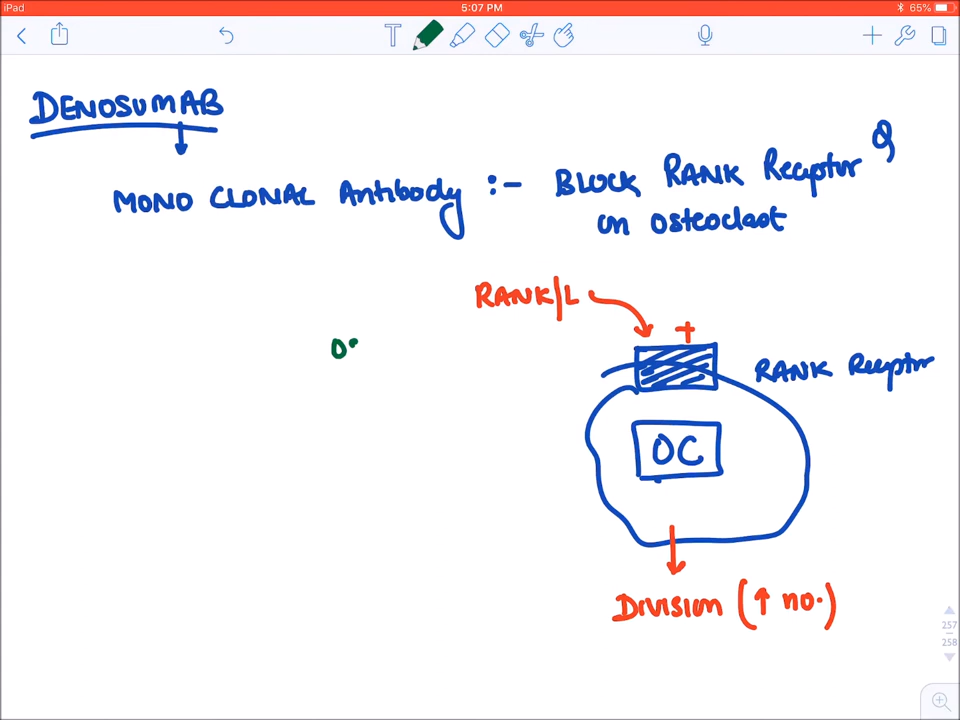 iPad
5:07 PM
65%
T
DENOSUMAB
MONO CLONAL Antibody :- BLOCK RANK Receptor
on osteoclast
RANK/L
+
RANK Receptor
OC
Division (↑ no.)
257
258